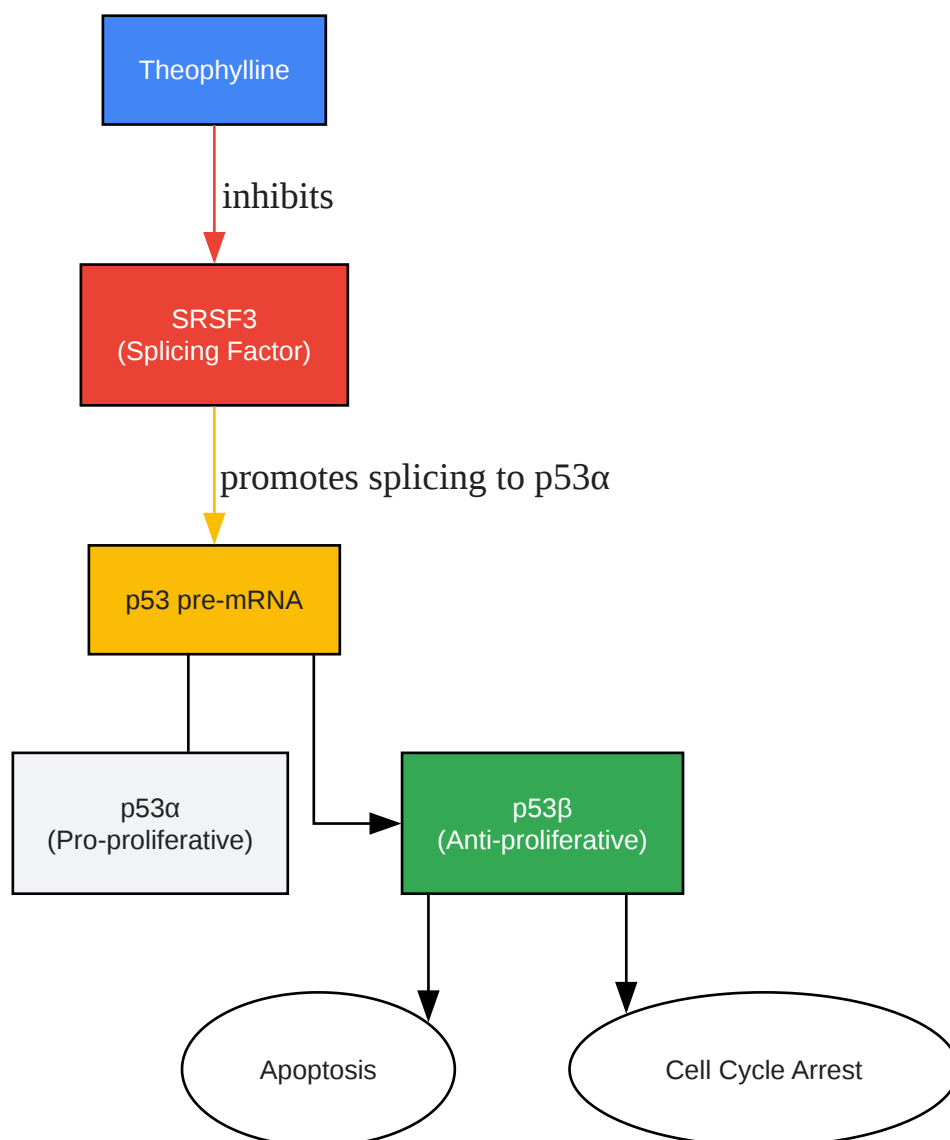 Theophylline
inhibits
SRSF3
(Splicing Factor)
promotes splicing to p53α
p53 pre-mRNA
p53α
(Pro-proliferative)
p53β
(Anti-proliferative)
Apoptosis
Cell Cycle Arrest